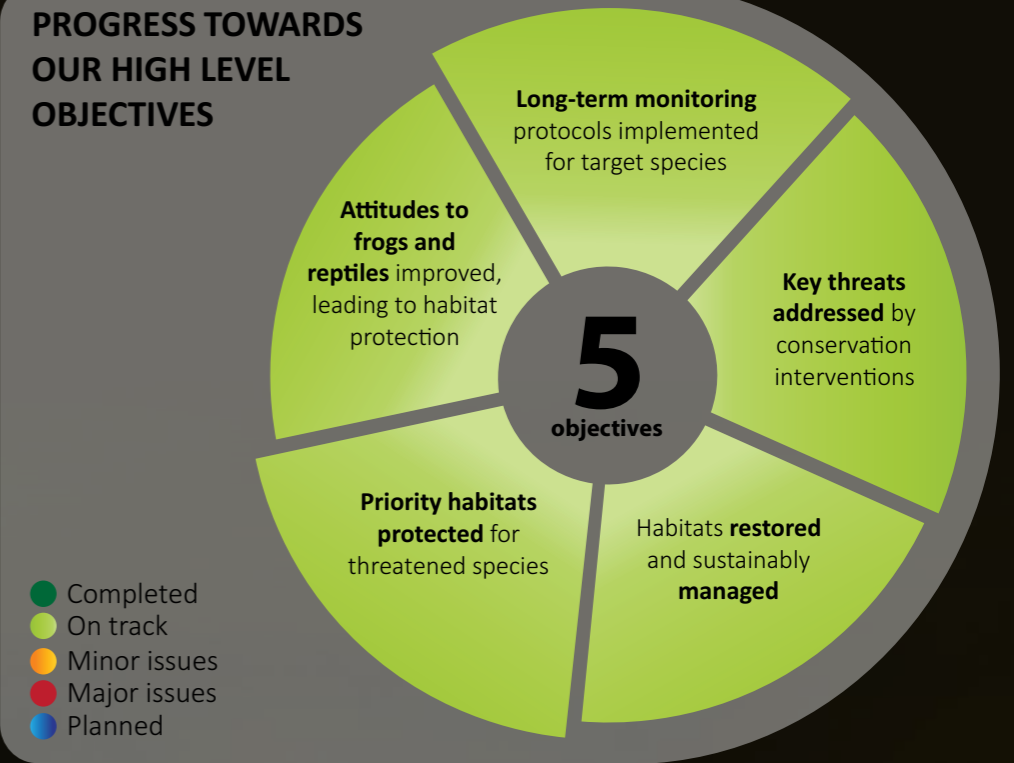 PROGRESS TOWARDS
OUR HIGH LEVEL
OBJECTIVES
Long-term monitoring
protocols implemented
for target species
Key threats
addressed by
conservation
interventions
Habitats restored
and sustainably
managed
Priority habitats
protected for
threatened species
Attitudes to
frogs and
reptiles improved,
leading to habitat
protection
5
objectives
Completed
On track
Minor issues
Major issues
Planned